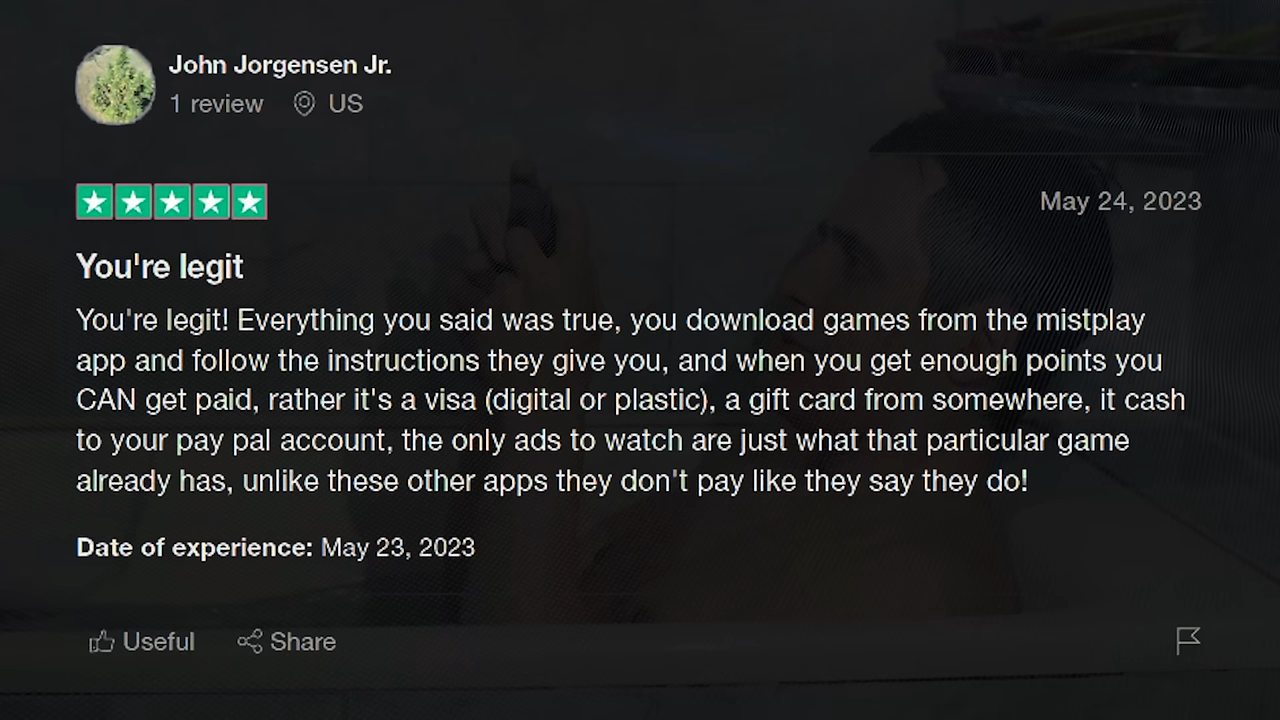 John Jorgensen Jr.
1 review US
May 24, 2023
You're legit
You're legit! Everything you said was true, you download games from the mistplay
app and follow the instructions they give you, and when you get enough points you
CAN get paid, rather it's a visa (digital or plastic), a gift card from somewhere, it cash
to your pay pal account, the only ads to watch are just what that particular game
already has, unlike these other apps they don't pay like they say they do!
Date of experience: May 23, 2023
Useful Share